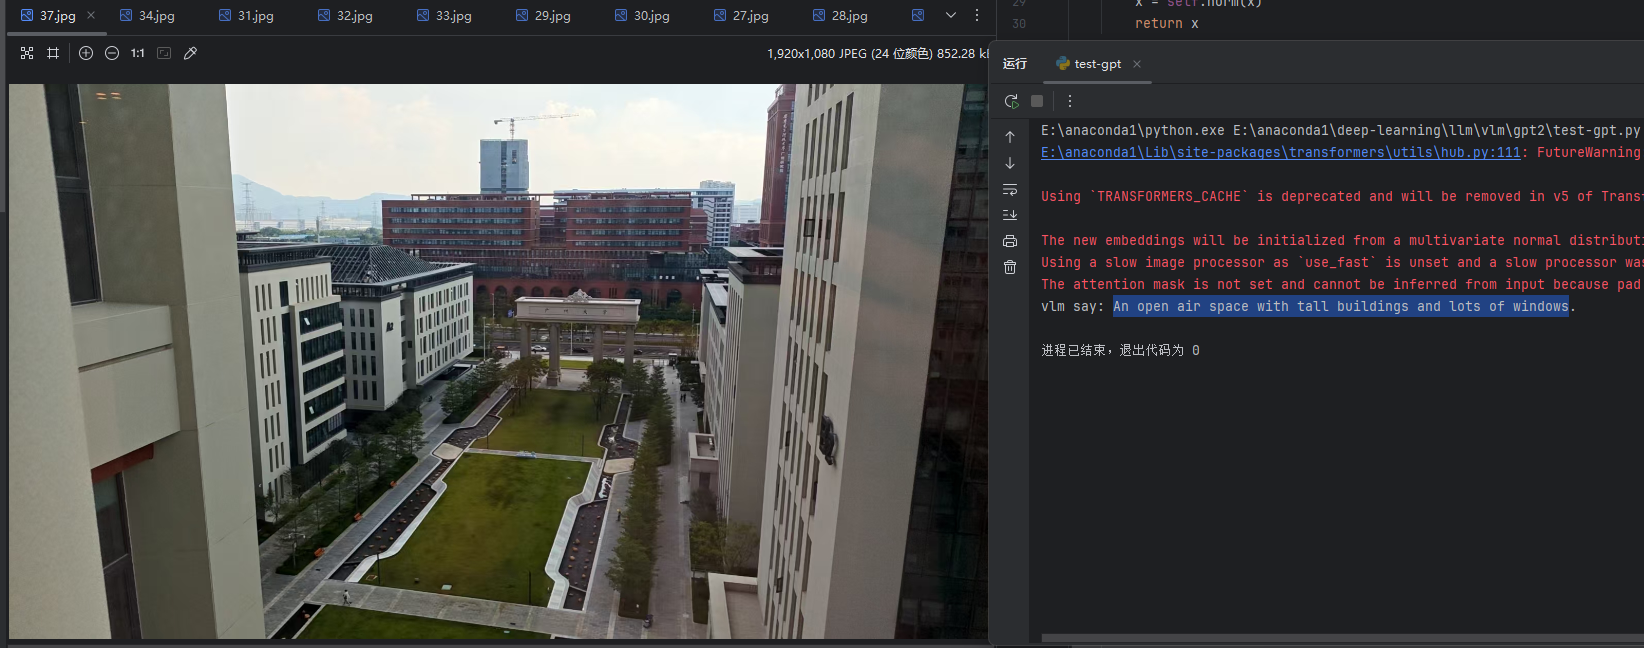 37.jpg
34.jpg
31.jpg
32.jpg
33.jpg
29.jpg
30.jpg
27.jpg
28.jpg
1:1
1,920x1,080 JPEG (24 位颜色) 852.28 k
29 x = self.norm(x)
30 return x
运行 test-gpt
E:\anaconda1\python.exe E:\anaconda1\deep-learning\llm\vlm\gpt2\test-gpt.py
E:\anaconda1\Lib\site-packages\transformers\utils\hub.py:111: FutureWarning
Using `TRANSFORMERS_CACHE` is deprecated and will be removed in v5 of Trans
The new embeddings will be initialized from a multivariate normal distributi
Using a slow image processor as `use_fast` is unset and a slow processor was
The attention mask is not set and cannot be inferred from input because pad
vlm say: An open air space with tall buildings and lots of windows.
进程已结束，退出代码为 0